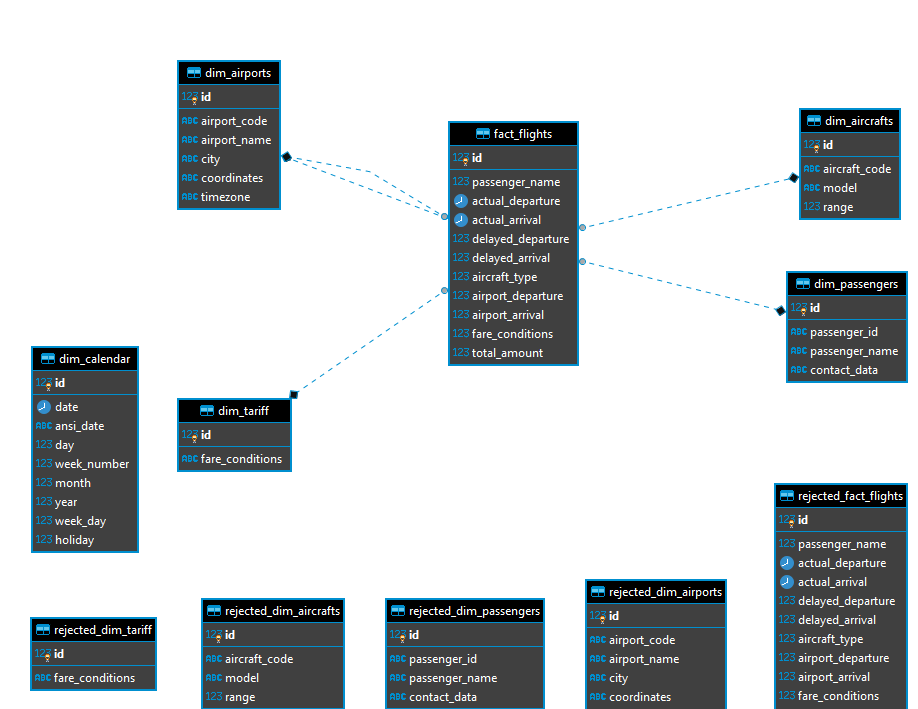 dim_airports
123 id
ABC airport_code
ABC airport_name
ABC city
ABC coordinates
ABC timezone
fact_flights
123 id
123 passenger_name
actual_departure
actual_arrival
123 delayed_departure
123 delayed_arrival
123 aircraft_type
123 airport_departure
123 airport_arrival
123 fare_conditions
123 total_amount
dim_aircrafts
123 id
ABC aircraft_code
ABC model
123 range
dim_passengers
123 id
ABC passenger_id
ABC passenger_name
ABC contact_data
dim_calendar
123 id
date
ABC ansi_date
123 day
123 week_number
123 month
123 year
123 week_day
123 holiday
dim_tariff
123 id
ABC fare_conditions
rejected_fact_flights
123 id
123 passenger_name
actual_departure
actual_arrival
123 delayed_departure
123 delayed_arrival
123 aircraft_type
123 airport_departure
123 airport_arrival
123 fare_conditions
rejected_dim_tariff
123 id
ABC fare_conditions
rejected_dim_aircrafts
123 id
ABC aircraft_code
ABC model
123 range
rejected_dim_passengers
123 id
ABC passenger_id
ABC passenger_name
ABC contact_data
rejected_dim_airports
123 id
ABC airport_code
ABC airport_name
ABC city
ABC coordinates